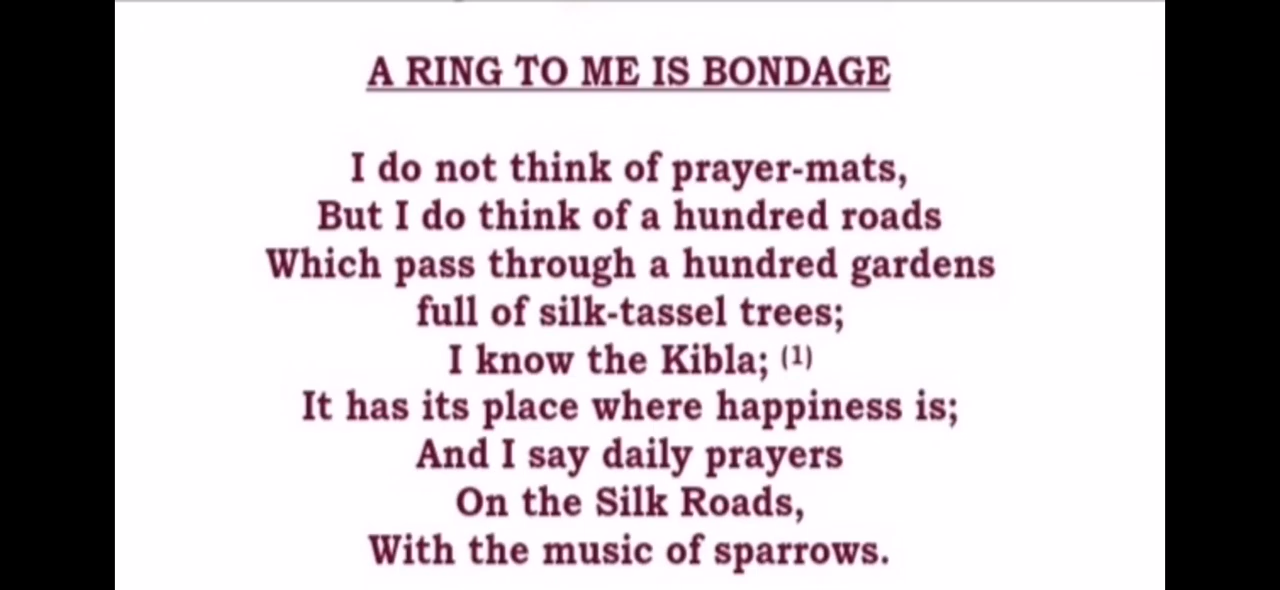 A RING TO ME IS BONDAGE
I do not think of prayer-mats,
But I do think of a hundred roads
Which pass through a hundred gardens
full of silk-tassel trees;
I know the Kibla; (1)
It has its place where happiness is;
And I say daily prayers
On the Silk Roads,
With the music of sparrows.